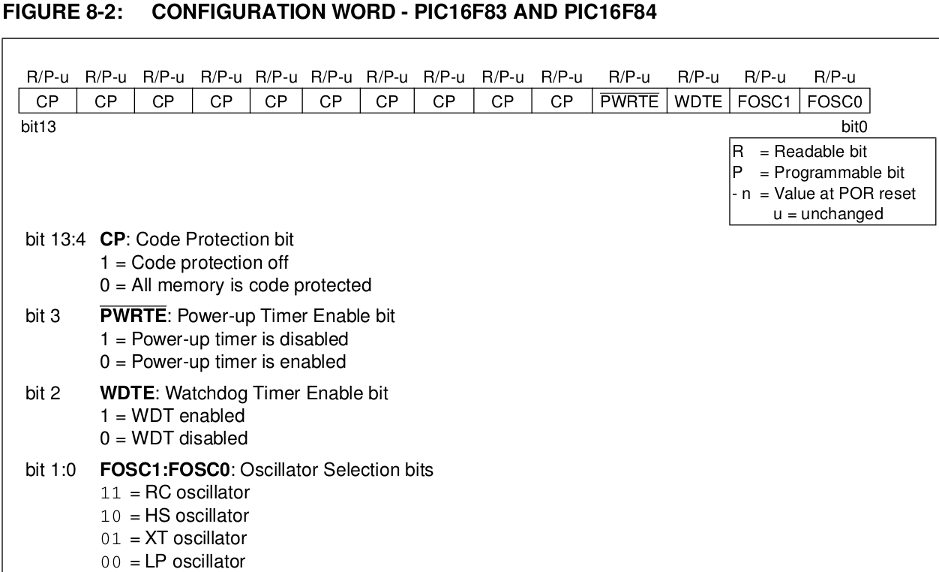 FIGURE 8-2: CONFIGURATION WORD - PIC16F83 AND PIC16F84
R/P-u R/P-u R/P-u R/P-u R/P-u R/P-u R/P-u R/P-u R/P-u R/P-u R/P-u R/P-u R/P-u R/P-u
CP CP CP CP CP CP CP CP CP CP PWRTE WDTE FOSC1 FOSC0
bit13 bit0
R = Readable bit
P = Programmable bit
- n = Value at POR reset
u = unchanged
bit 13:4 CP: Code Protection bit
1 = Code protection off
0 = All memory is code protected
bit 3 PWRTE: Power-up Timer Enable bit
1 = Power-up timer is disabled
0 = Power-up timer is enabled
bit 2 WDTE: Watchdog Timer Enable bit
1 = WDT enabled
0 = WDT disabled
bit 1:0 FOSC1:FOSC0: Oscillator Selection bits
11 = RC oscillator
10 = HS oscillator
01 = XT oscillator
00 = LP oscillator